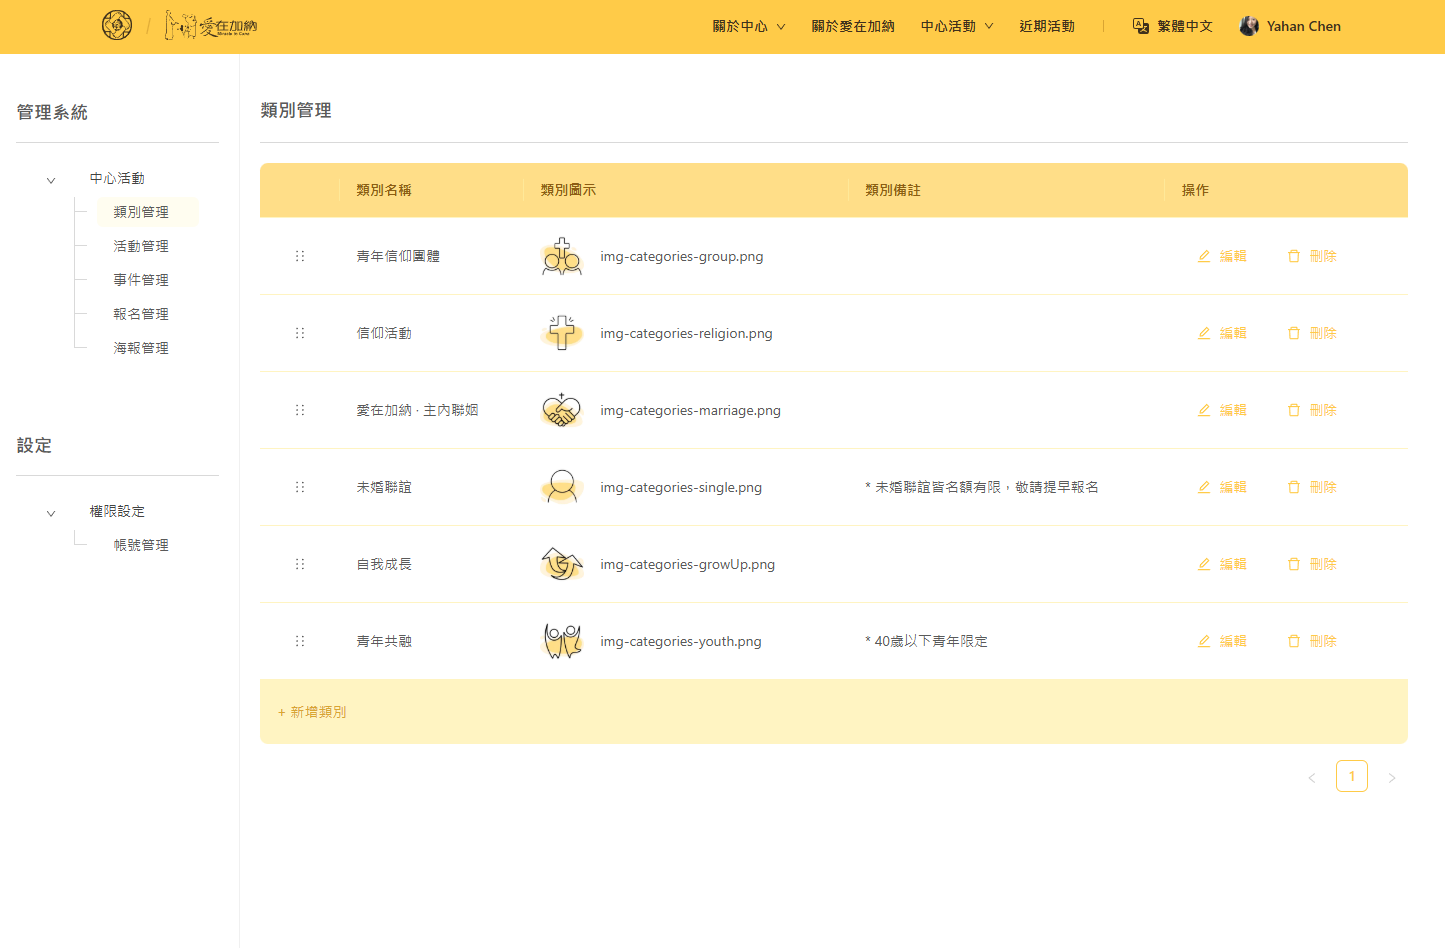 愛在加納
Miracle in Cana
關於中心
關於愛在加納
中心活動
近期活動
繁體中文
Yahan Chen
管理系統
中心活動
類別管理
活動管理
事件管理
報名管理
海報管理
設定
權限設定
帳號管理
類別管理
類別名稱 類別圖示 類別備註 操作
青年信仰團體 img-categories-group.png 編輯 刪除
信仰活動 img-categories-religion.png 編輯 刪除
愛在加納 · 主內聯姻 img-categories-marriage.png 編輯 刪除
未婚聯誼 img-categories-single.png * 未婚聯誼皆名額有限，敬請提早報名 編輯 刪除
自我成長 img-categories-growUp.png 編輯 刪除
青年共融 img-categories-youth.png * 40歲以下青年限定 編輯 刪除
+ 新增類別
1